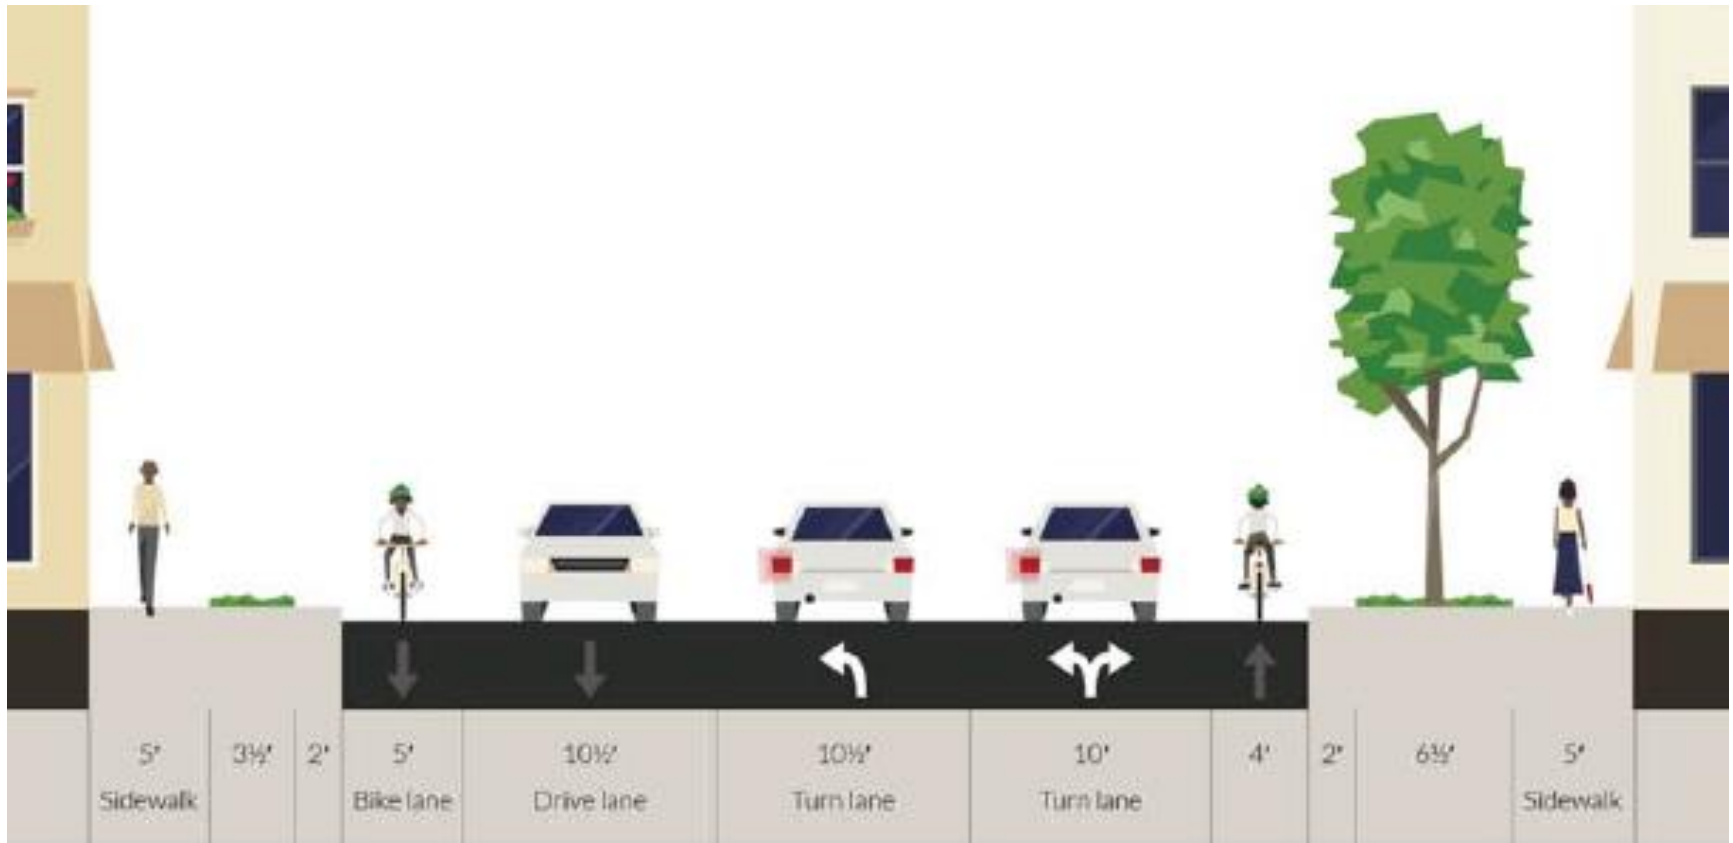 5' 3½' 2' 5' 10½' 10½' 10' 4' 2' 6½' 5'
Sidewalk Bike lane Drive lane Turn lane Turn lane Sidewalk